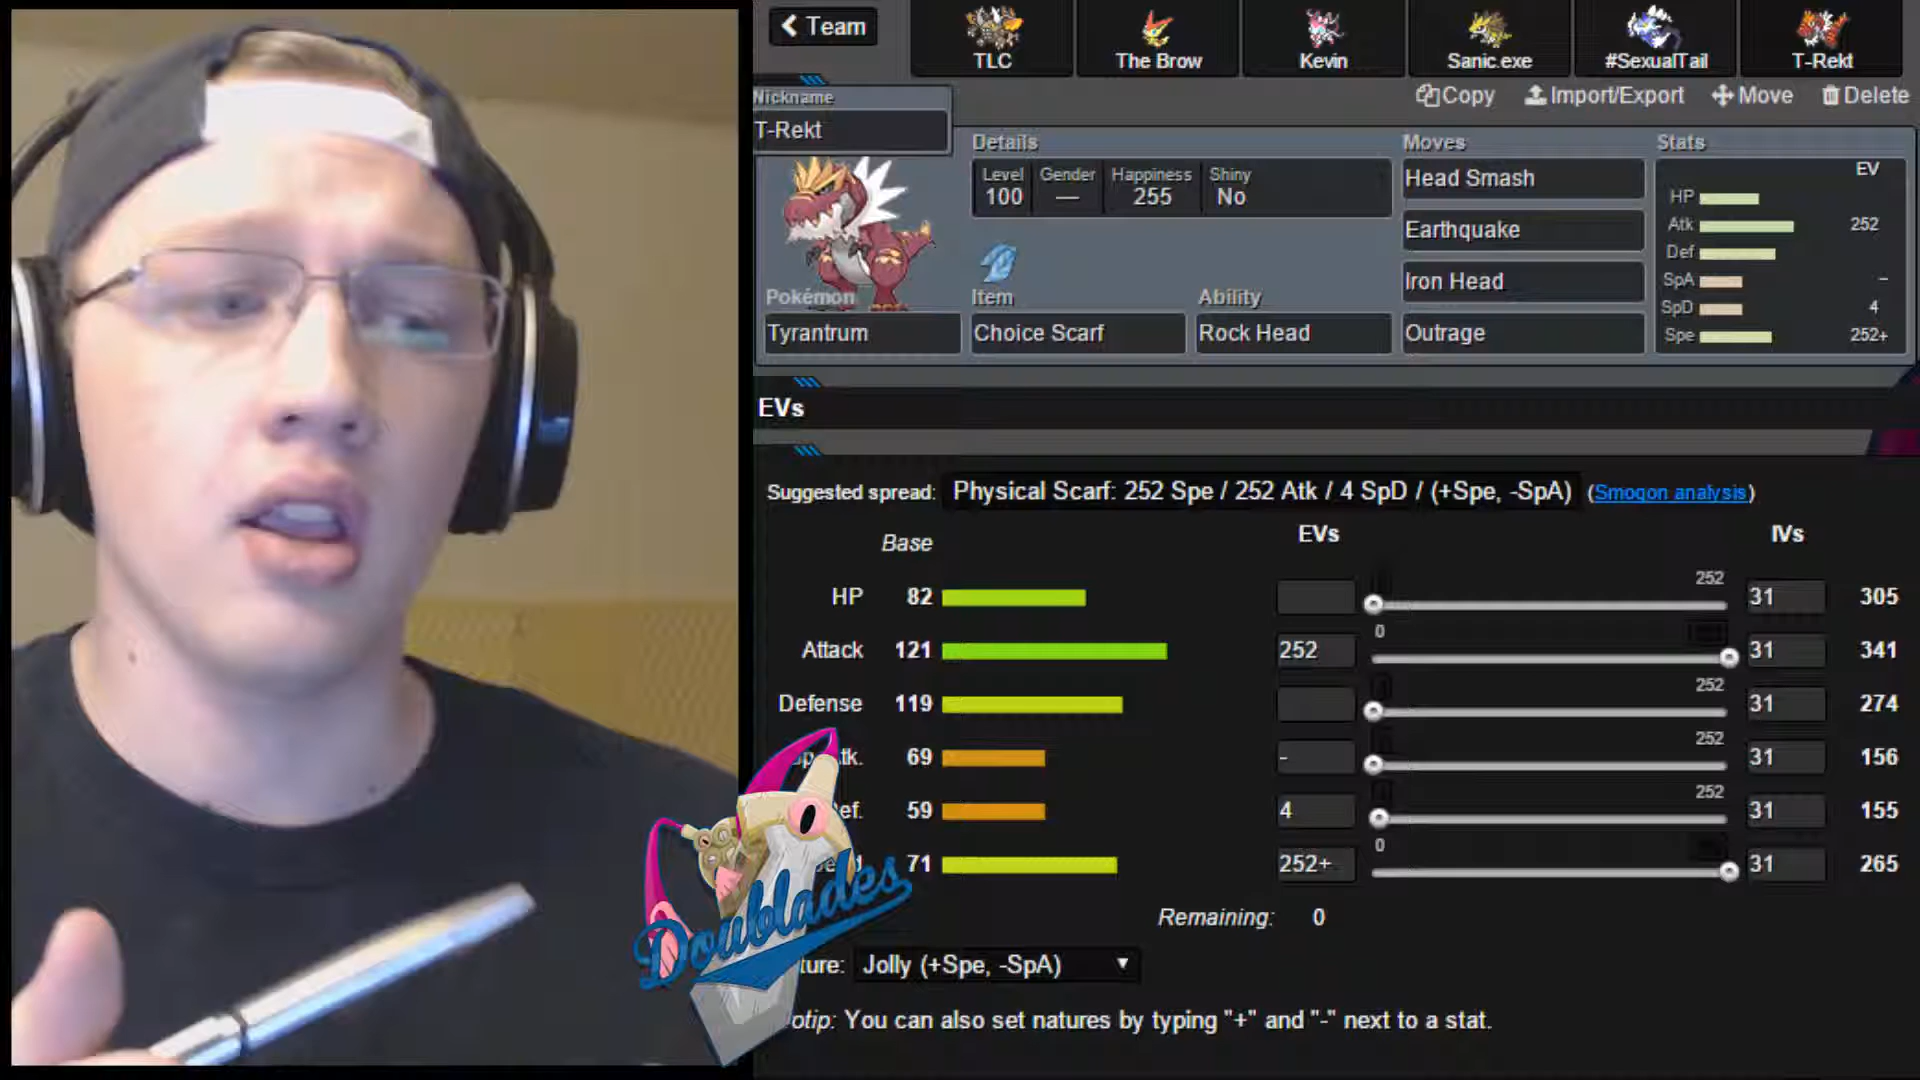 Team
TLC
The Brow
Kevin
Sanic.exe
#SexualTail
T-Rekt
Copy
Import/Export
Move
Delete
Nickname
T-Rekt
Details
Level
Gender
Happiness
Shiny
100
—
255
No
Moves
Head Smash
Earthquake
Iron Head
Outrage
Stats
EV
HP
Atk 252
Def
SpA -
SpD 4
Spe 252+
Pokémon
Tyrantrum
Item
Choice Scarf
Ability
Rock Head
EVs
Suggested spread: Physical Scarf: 252 Spe / 252 Atk / 4 SpD / (+Spe, -SpA) (Smogon analysis)
Base
EVs
IVs
HP 82 252 31 305
0
Attack 121 252 31 341
Defense 119 252 31 274
tk. 69 - 252 31 156
ef. 59 4 252 31 155
0
71 252+ 31 265
Remaining: 0
ture: Jolly (+Spe, -SpA)
otip: You can also set natures by typing "+" and "-" next to a stat.
Doublades